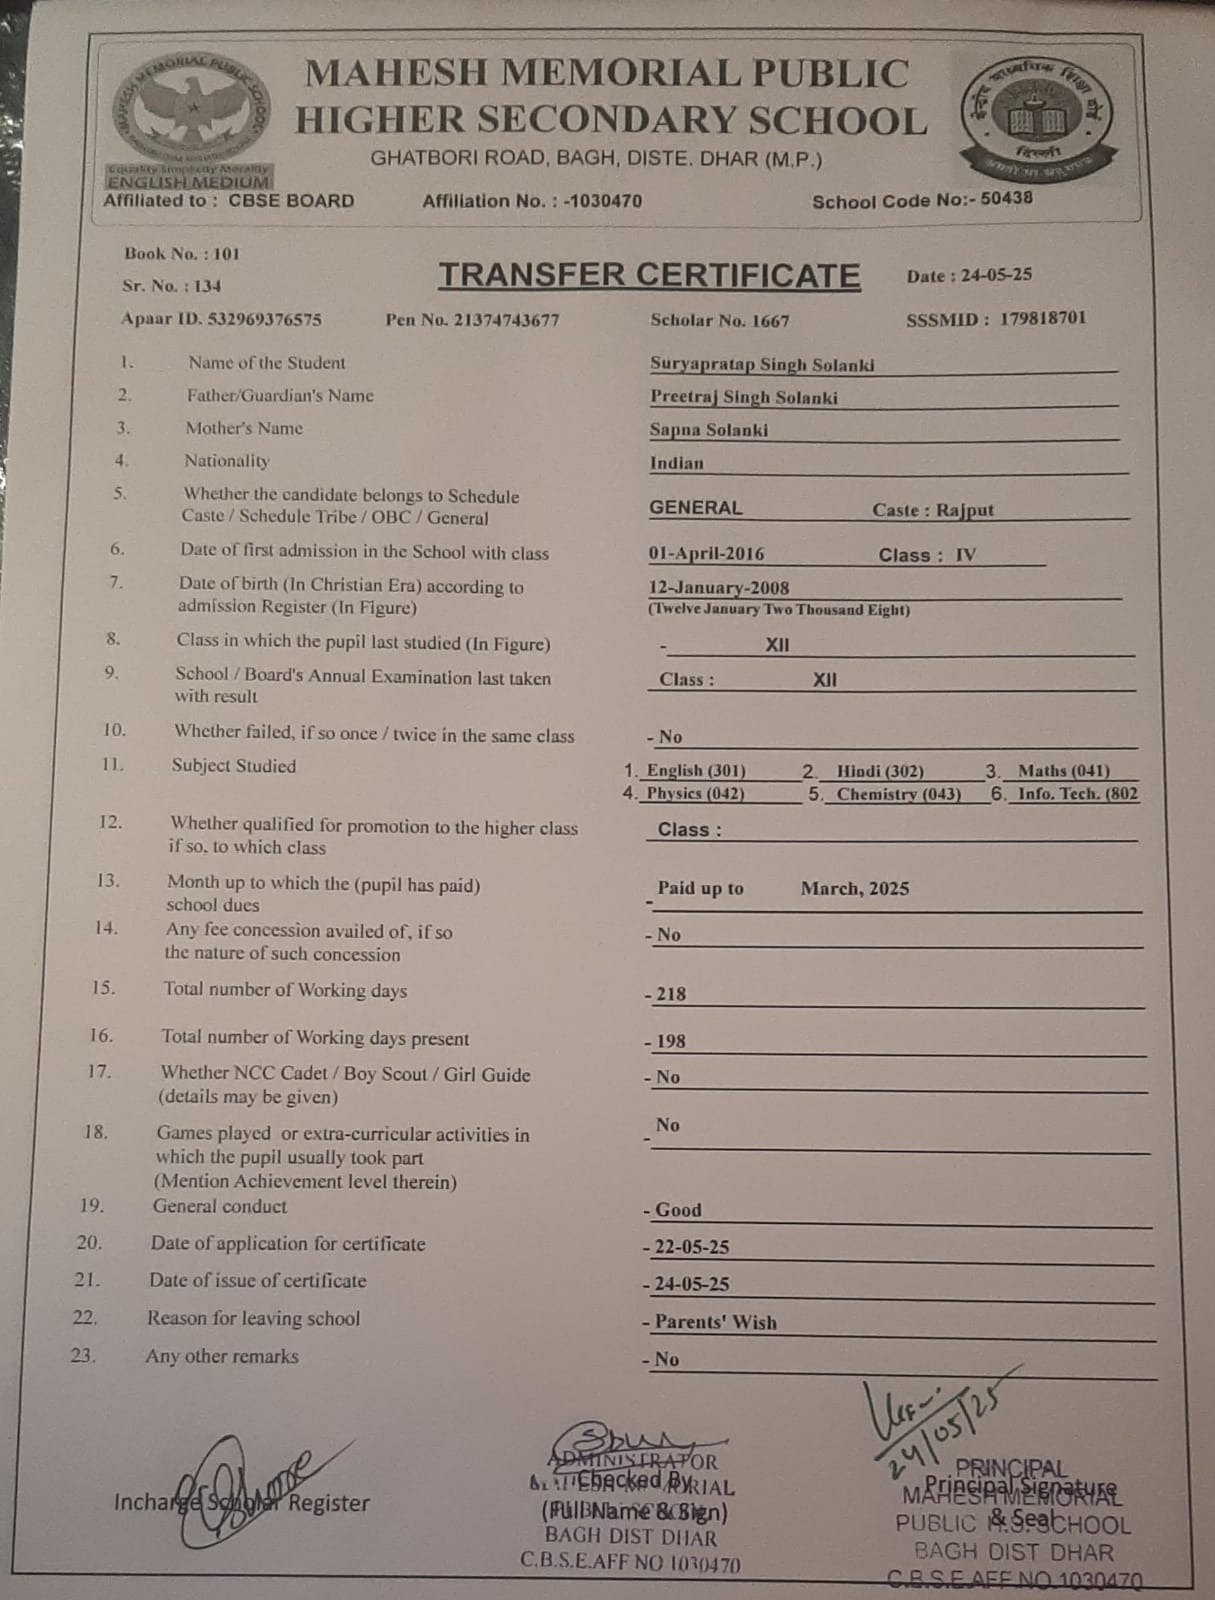 MAHESH MEMORIAL PUBLIC SCHOOL
Equality Simplicity Morality
ENGLISH MEDIUM
MAHESH MEMORIAL PUBLIC
HIGHER SECONDARY SCHOOL
GHATBORI ROAD, BAGH, DISTE. DHAR (M.P.)
केन्द्रीय माध्यमिक शिक्षा बोर्ड
दिल्ली
Affiliated to : CBSE BOARD Affiliation No. : -1030470 School Code No:- 50438
Book No. : 101
TRANSFER CERTIFICATE Date : 24-05-25
Sr. No. : 134
Apaar ID. 532969376575 Pen No. 21374743677 Scholar No. 1667 SSSMID : 179818701
1. Name of the Student Suryapratap Singh Solanki
2. Father/Guardian's Name Preetraj Singh Solanki
3. Mother's Name Sapna Solanki
4. Nationality Indian
5. Whether the candidate belongs to Schedule
Caste / Schedule Tribe / OBC / General GENERAL Caste : Rajput
6. Date of first admission in the School with class 01-April-2016 Class : IV
7. Date of birth (In Christian Era) according to 12-January-2008
admission Register (In Figure) (Twelve January Two Thousand Eight)
8. Class in which the pupil last studied (In Figure) - XII
9. School / Board's Annual Examination last taken Class : XII
with result
10. Whether failed, if so once / twice in the same class - No
11. Subject Studied 1. English (301) 2. Hindi (302) 3. Maths (041)
4. Physics (042) 5. Chemistry (043) 6. Info. Tech. (802
12. Whether qualified for promotion to the higher class Class :
if so, to which class
13. Month up to which the (pupil has paid) - Paid up to March, 2025
school dues
14. Any fee concession availed of, if so - No
the nature of such concession
15. Total number of Working days - 218
16. Total number of Working days present - 198
17. Whether NCC Cadet / Boy Scout / Girl Guide - No
(details may be given)
18. Games played or extra-curricular activities in - No
which the pupil usually took part
(Mention Achievement level therein)
19. General conduct - Good
20. Date of application for certificate - 22-05-25
21. Date of issue of certificate - 24-05-25
22. Reason for leaving school - Parents' Wish
23. Any other remarks - No
24/05/25
Incharge Scholar Register
ADMINISTRATOR
Checked By
(Full Name & Sign)
BAGH DIST DHAR
C.B.S.E.AFF NO 1030470
PRINCIPAL
Principal Signature
MAHESH MEMORIAL
& Seal
PUBLIC H.S. SCHOOL
BAGH DIST DHAR
C.B.S.E.AFF.NO.1030470